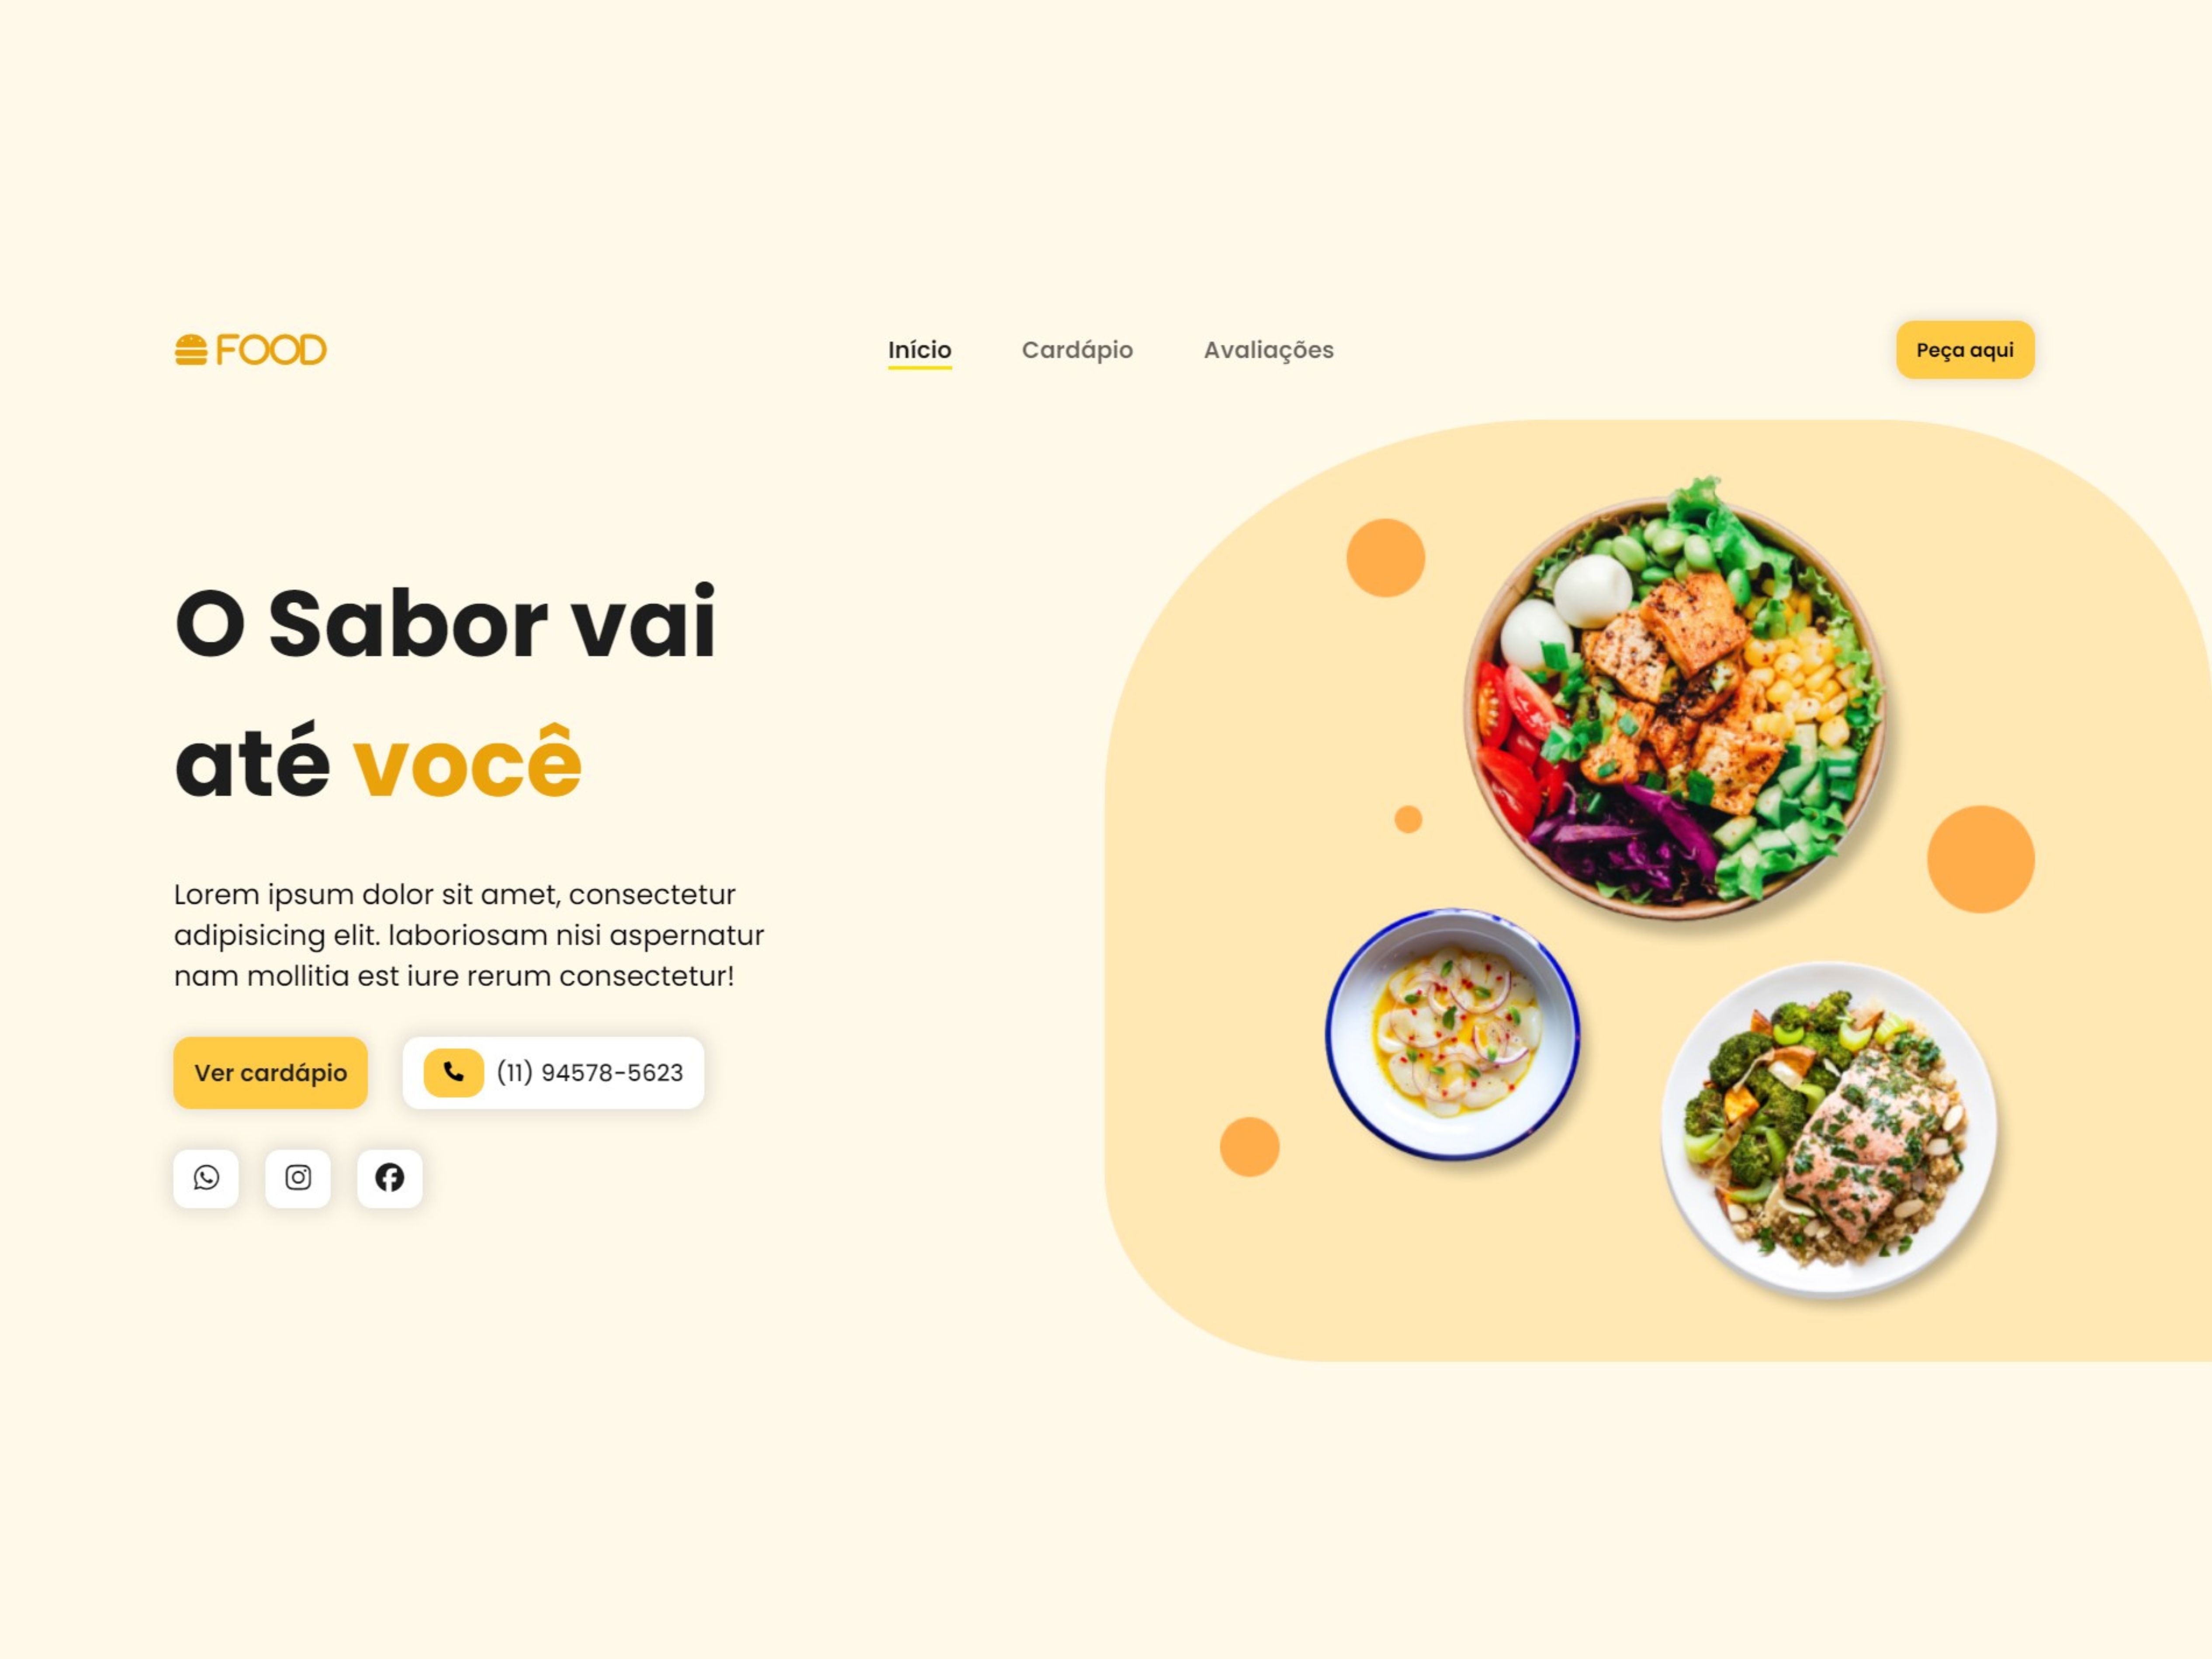 FOOD
Início
Cardápio
Avaliações
Peça aqui
O Sabor vai
até você
Lorem ipsum dolor sit amet, consectetur
adipisicing elit. laboriosam nisi aspernatur
nam mollitia est iure rerum consectetur!
Ver cardápio
(11) 94578-5623